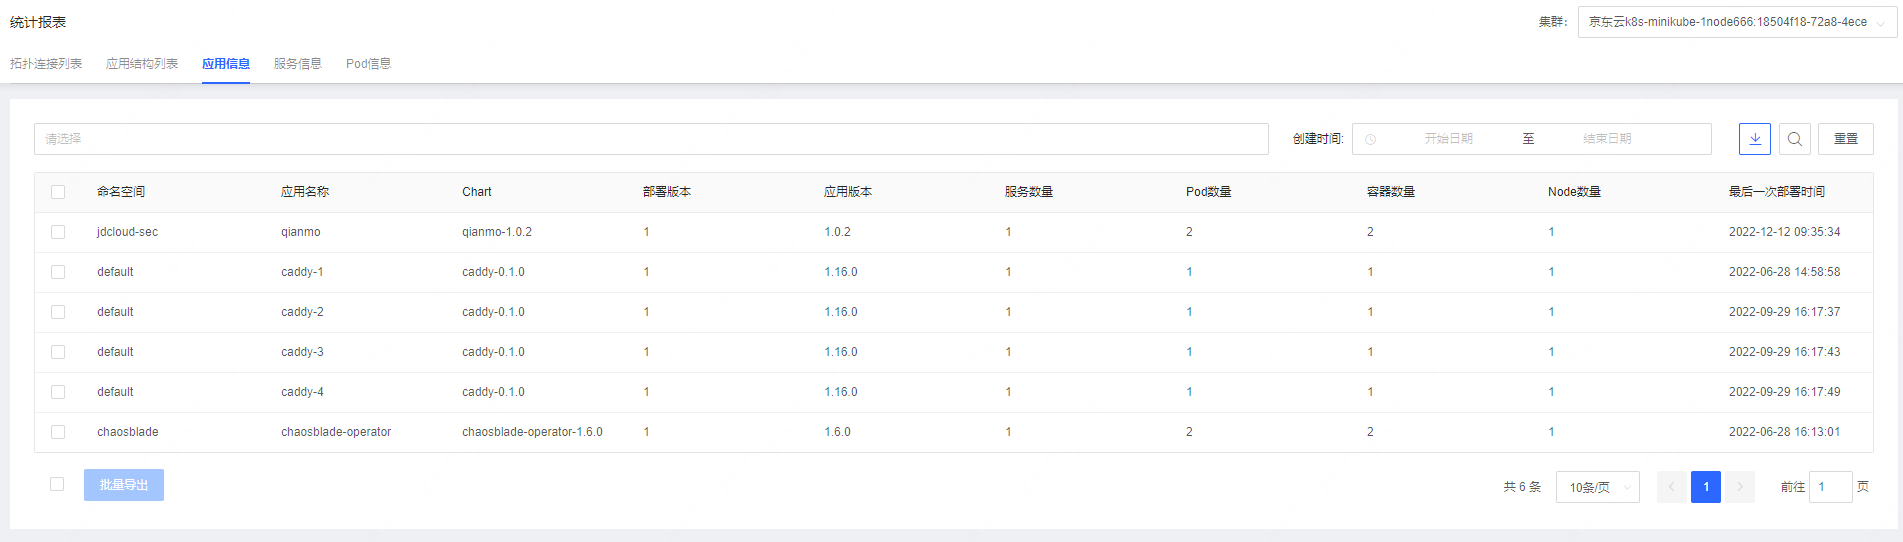 统计报表
集群： 京东云k8s-minikube-1node666:18504f18-72a8-4ece
拓扑连接列表 应用结构列表 应用信息 服务信息 Pod信息
请选择 创建时间: 开始日期 至 结束日期 重置
命名空间 应用名称 Chart 部署版本 应用版本 服务数量 Pod数量 容器数量 Node数量 最后一次部署时间
jdcloud-sec qianmo qianmo-1.0.2 1 1.0.2 1 2 2 1 2022-12-12 09:35:34
default caddy-1 caddy-0.1.0 1 1.16.0 1 1 1 1 2022-06-28 14:58:58
default caddy-2 caddy-0.1.0 1 1.16.0 1 1 1 1 2022-09-29 16:17:37
default caddy-3 caddy-0.1.0 1 1.16.0 1 1 1 1 2022-09-29 16:17:43
default caddy-4 caddy-0.1.0 1 1.16.0 1 1 1 1 2022-09-29 16:17:49
chaosblade chaosblade-operator chaosblade-operator-1.6.0 1 1.6.0 1 2 2 1 2022-06-28 16:13:01
批量导出 共 6 条 10条/页 1 前往 1 页